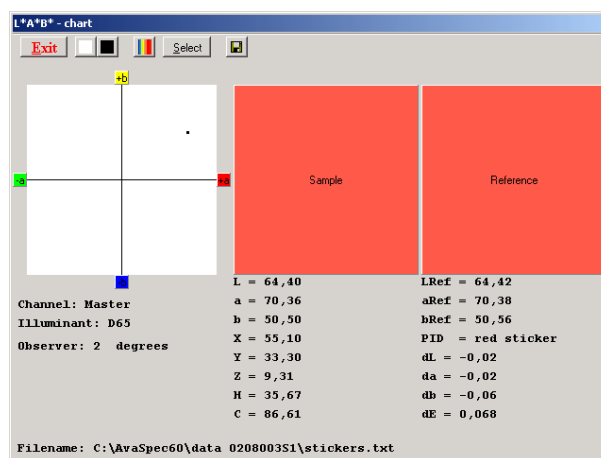 L*A*B* - chart
Exit Select
+b
-a +a
Sample Reference
L = 64,40 LRef = 64,42
Channel: Master a = 70,36 aRef = 70,38
Illuminant: D65 b = 50,50 bRef = 50,56
Observer: 2 degrees X = 55,10 PID = red sticker
Y = 33,30 dL = -0,02
Z = 9,31 da = -0,02
H = 35,67 db = -0,06
C = 86,61 dE = 0,068
Filename: C:\AvaSpec60\data 0208003S1\stickers.txt